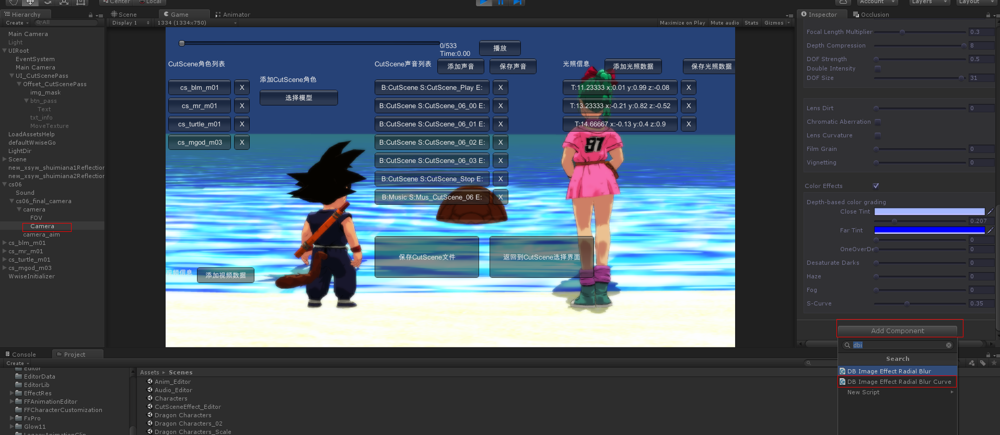 Center
Local
Account
Layers
Layout
Hierarchy
Create
All
Main Camera
Light
UIRoot
EventSystem
Main Camera
UI_CutScenePass
Offset_CutScenePass
img_mask
btn_pass
Text
txt_info
MoveTexture
LoadAssetsHelp
defaultWwiseGo
LightDir
Scene
new_xsyw_shuimiana1Reflection
new_xsyw_shuimiana2Reflection
cs06
Sound
cs06_final_camera
camera
FOV
Camera
camera_aim
cs_blm_m01
cs_mr_m01
cs_turtle_m01
cs_mgod_m03
WwiseInitializer
Scene
Game
Animator
Display 1
1334 (1334x750)
Maximize on Play
Mute audio
Stats
Gizmos
0/533
Time:0.00
播放
CutScene角色列表
cs_blm_m01 X
cs_mr_m01 X
cs_turtle_m01 X
cs_mgod_m03 X
添加CutScene角色
选择模型
CutScene声音列表
添加声音
保存声音
B:CutScene S:CutScene_Play E: X
B:CutScene S:CutScene_06_00 E: X
B:CutScene S:CutScene_06_01 E: X
B:CutScene S:CutScene_06_02 E: X
B:CutScene S:CutScene_06_03 E: X
B:CutScene S:CutScene_Stop E: X
B:Music S:Mus_CutScene_06 E: X
光照信息
添加光照数据
保存光照数据
T:11.23333 x:0.01 y:0.99 z:-0.08 X
T:13.23333 x:-0.21 y:0.82 z:-0.52 X
T:14.66667 x:-0.13 y:0.4 z:0.9 X
97
保存CutScene文件
返回到CutScene选择界面
视频信息
添加视频数据
Inspector
Occlusion
Focal Length Multiplier 0.3
Depth Compression 8
DOF Strength 0.5
Double Intensity
DOF Size 31
Lens Dirt 0
Chromatic Aberration
Lens Curvature
Film Grain 0
Vignetting 0
Color Effects
Depth-based color grading
Close Tint
0.207
Far Tint
0
OneOverDe 0
Desaturate Darks 0
Haze 0
Fog 0
S-Curve 0.35
Add Component
dbi
Search
DB Image Effect Radial Blur
DB Image Effect Radial Blur Curve
New Script
Console
Project
Create
Editor
EditorData
EditorLib
EffectRes
FFAnimationEditor
FFCharacterCustomization
FxPro
Glow11
LegacyAnimationClip
Assets
Scenes
Anim_Editor
Audio_Editor
Characters
CutSceneEffect_Editor
Dragon Characters
Dragon Characters_02
Dragon Characters_Scale